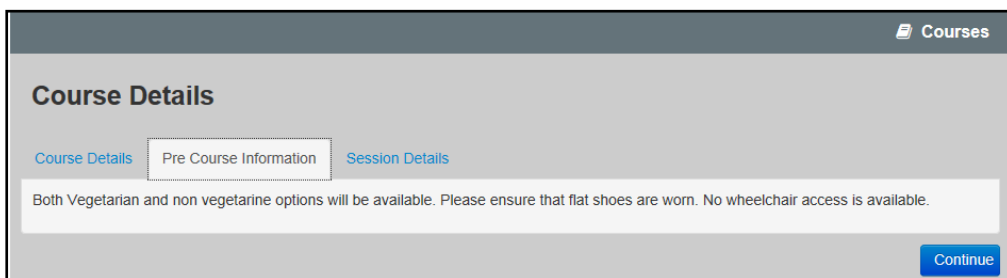 Courses
Course Details
Course Details Pre Course Information Session Details
Both Vegetarian and non vegetarine options will be available. Please ensure that flat shoes are worn. No wheelchair access is available.
Continue